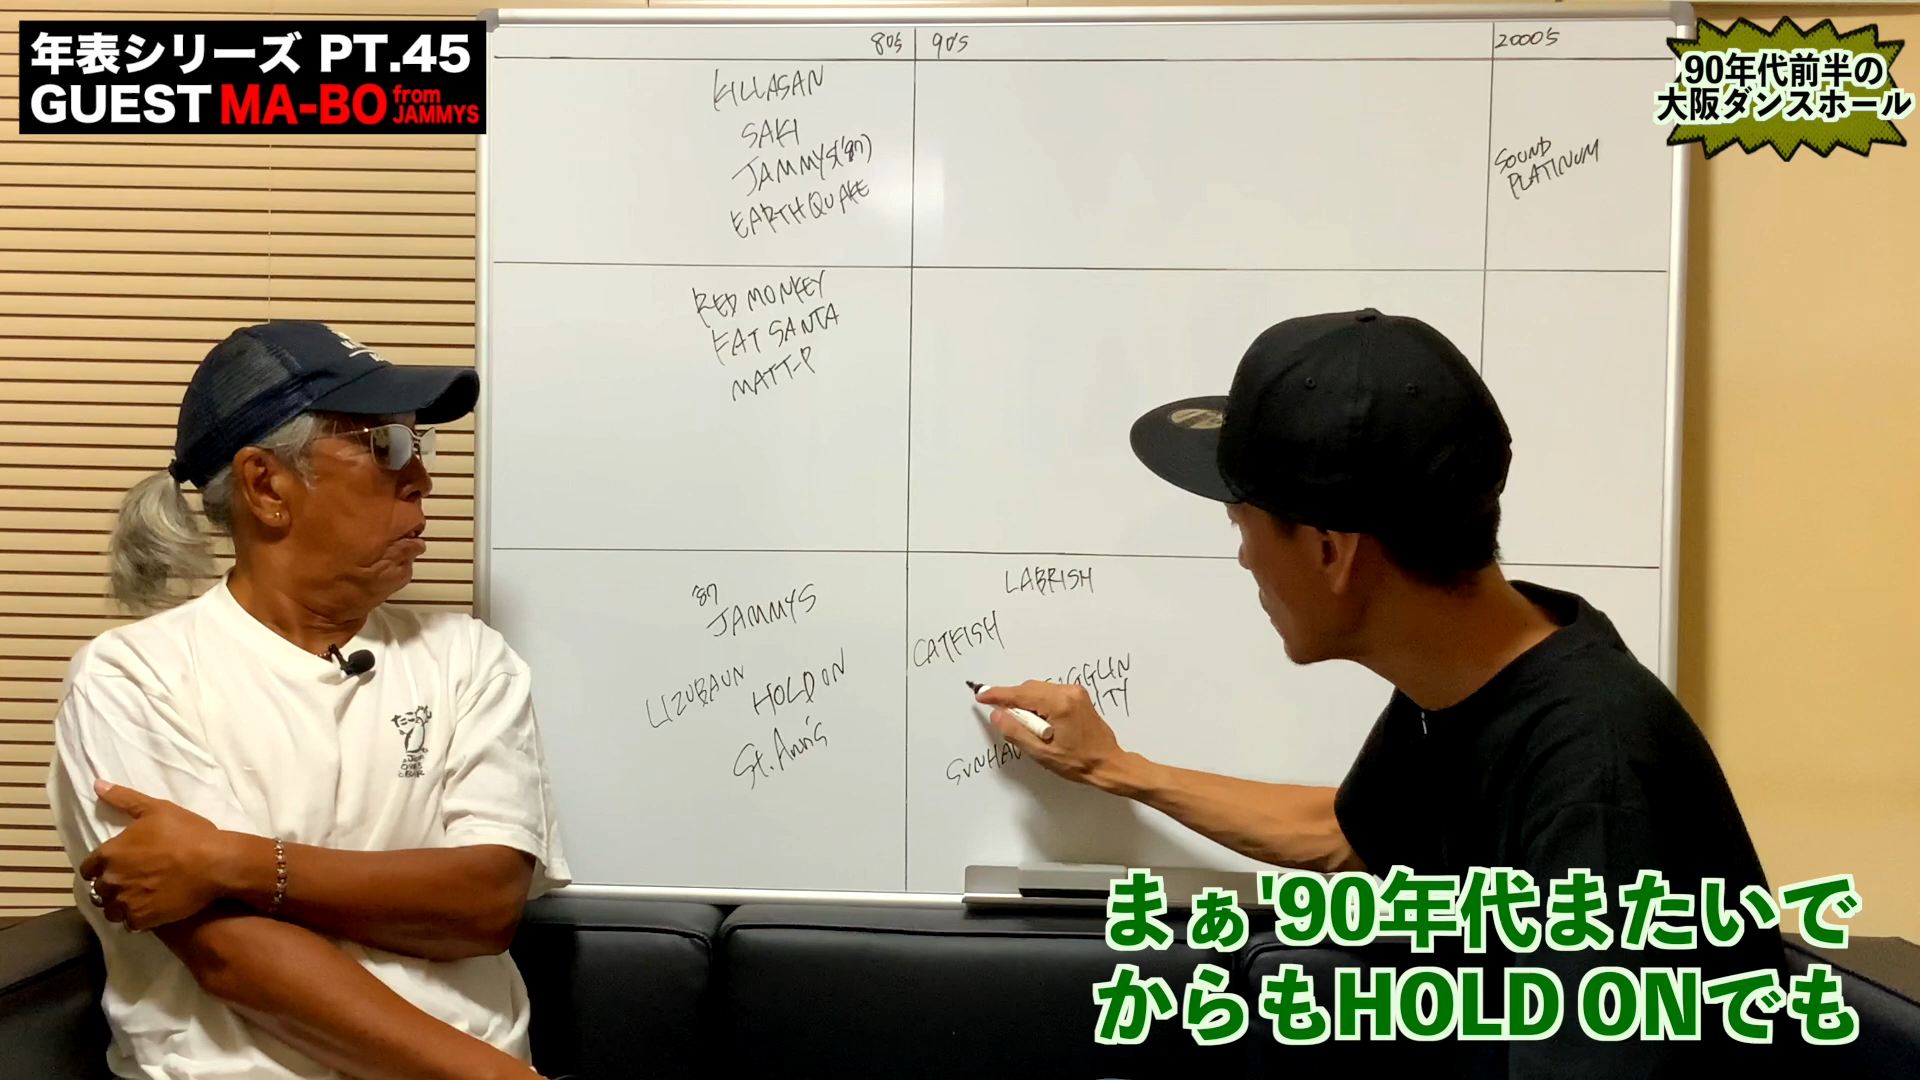 年表シリーズ PT.45
GUEST MA-BO from JAMMYS
90年代前半の
大阪ダンスホール
80's
90's
2000's
KILLASAN
SAKI
JAMMYS('87)
EARTHQUAKE
SOUND
PLATINUM
RED MONKEY
FAT SANTA
MATT-P
'87
JAMMYS
LIZUBAUN
HOLD ON
St. Ann's
LABRISH
CATFISH
まぁ'90年代またいで
からもHOLD ONでも